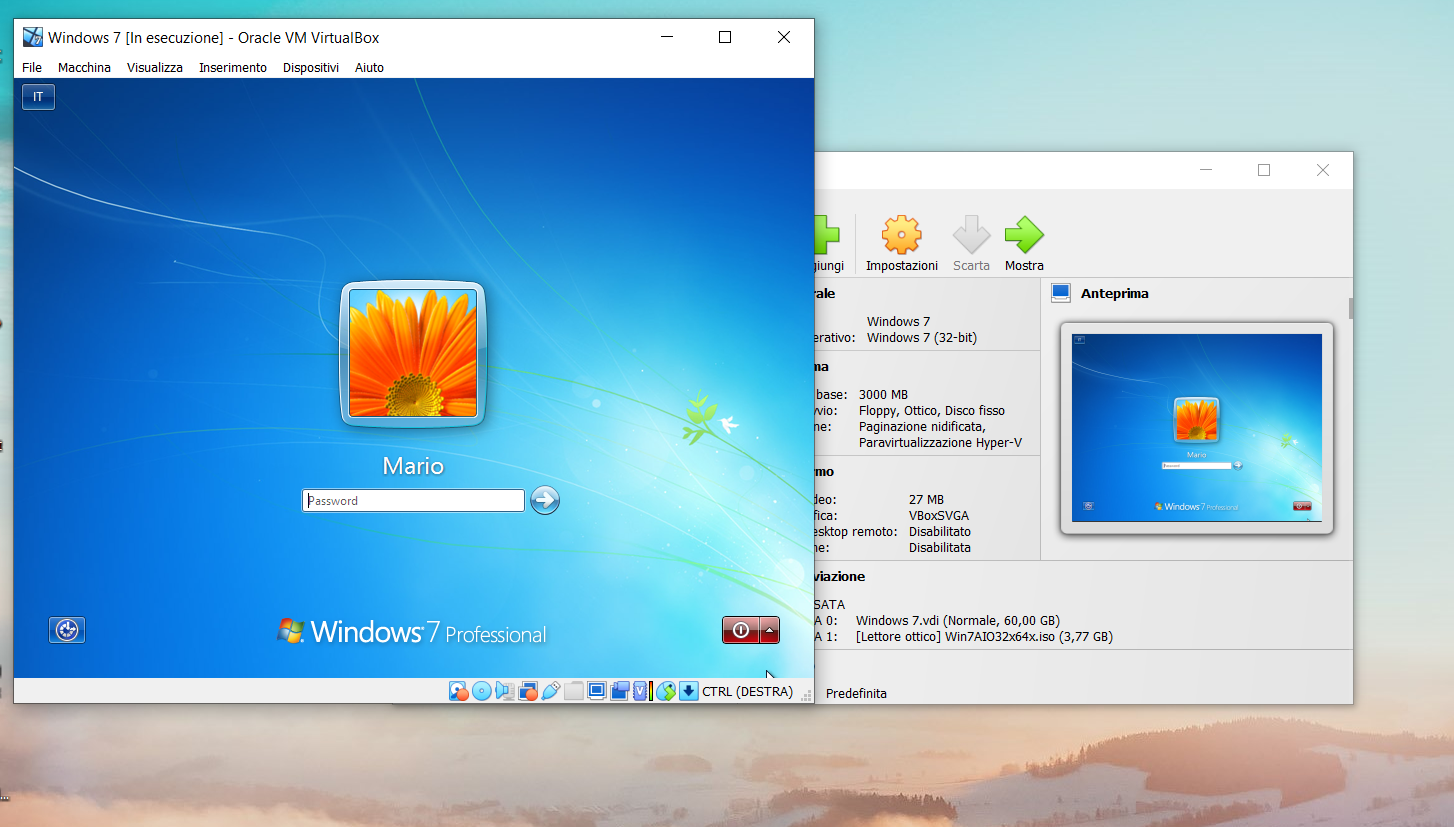 Windows 7 [In esecuzione] - Oracle VM VirtualBox
File Macchina Visualizza Inserimento Dispositivi Aiuto
IT
Mario
Password
Windows 7 Professional
CTRL (DESTRA)
giungi Impostazioni Scarta Mostra
rale
Windows 7
erativo: Windows 7 (32-bit)
ma
base: 3000 MB
vvio: Floppy, Ottico, Disco fisso
ne: Paginazione nidificata,
Paravirtualizzazione Hyper-V
rmo
deo: 27 MB
fica: VBoxSVGA
esktop remoto: Disabilitato
ne: Disabilitata
Anteprima
Mario
Password
Windows 7 Professional
viazione
SATA
A 0: Windows 7.vdi (Normale, 60,00 GB)
A 1: [Lettore ottico] Win7AIO32x64x.iso (3,77 GB)
Predefinita